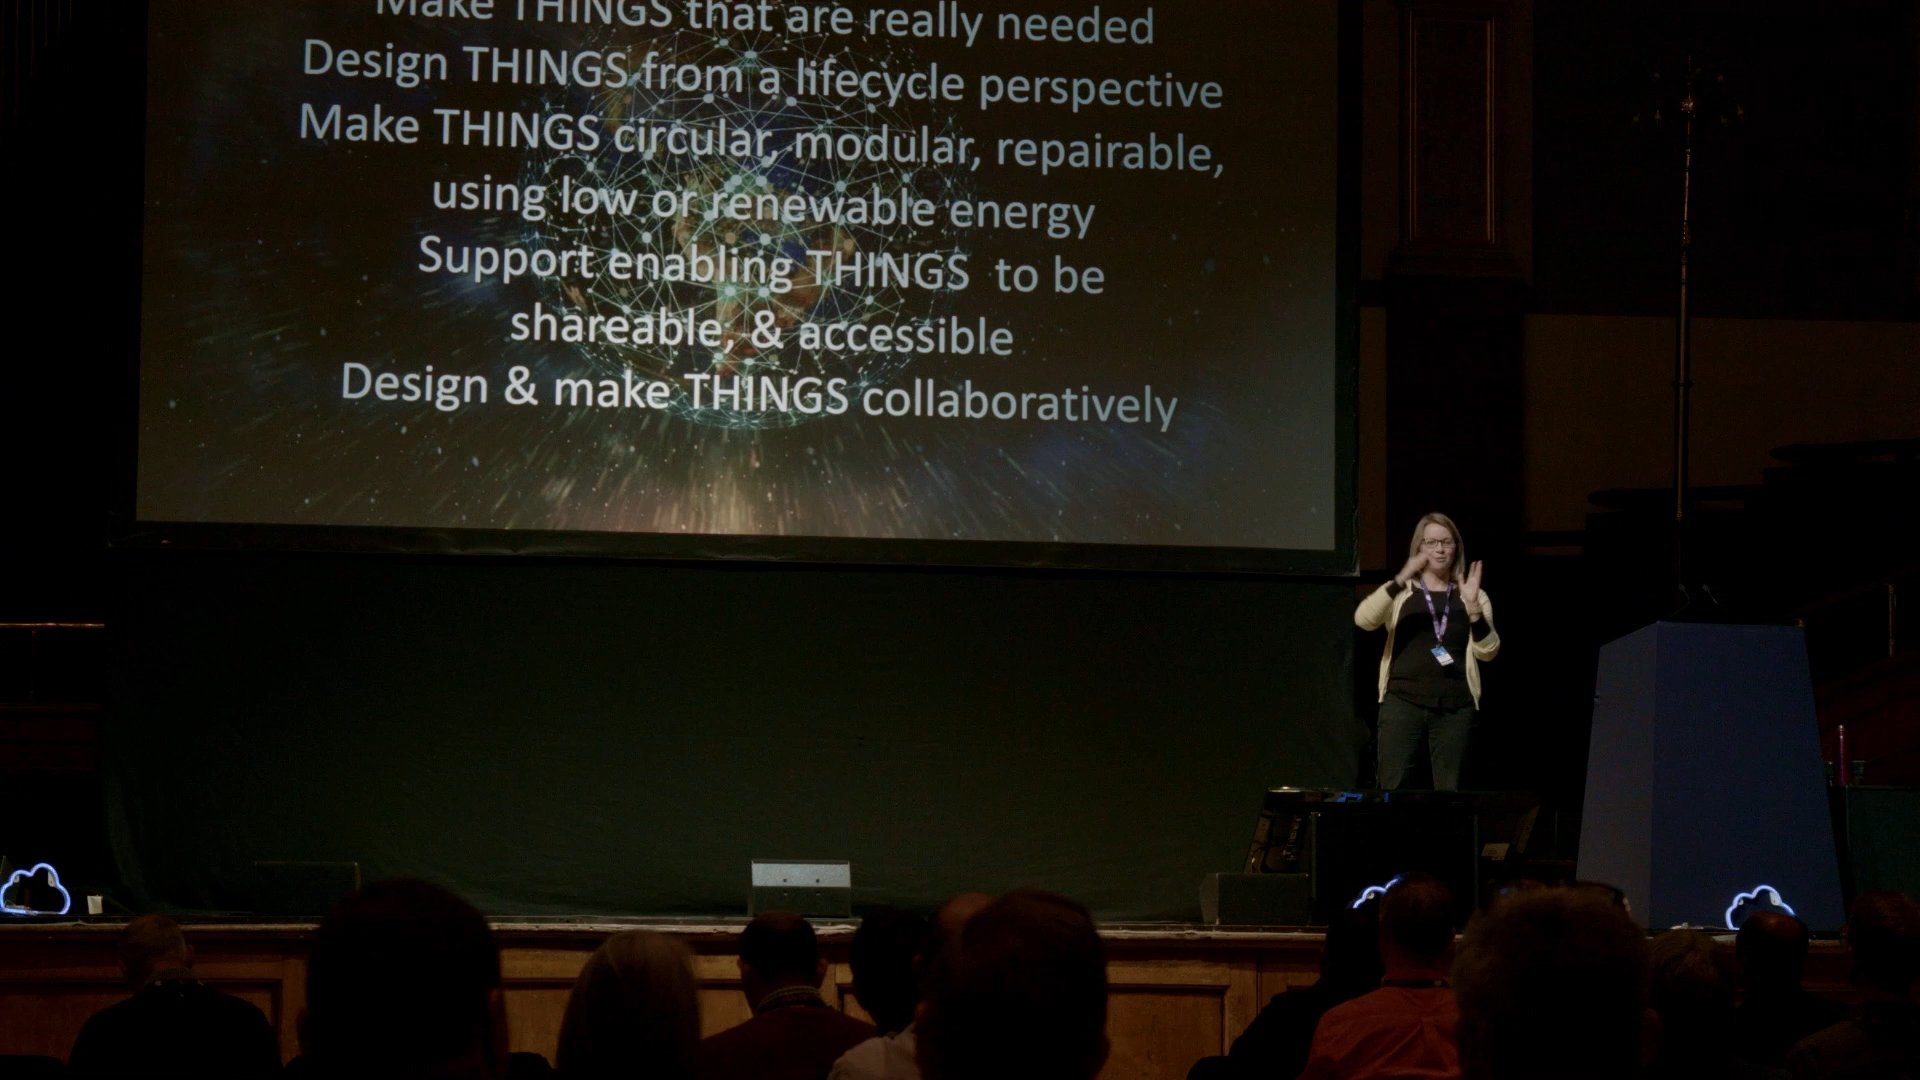 Make THINGS that are really needed
Design THINGS from a lifecycle perspective
Make THINGS circular, modular, repairable,
using low or renewable energy
Support enabling THINGS to be
shareable, & accessible
Design & make THINGS collaboratively